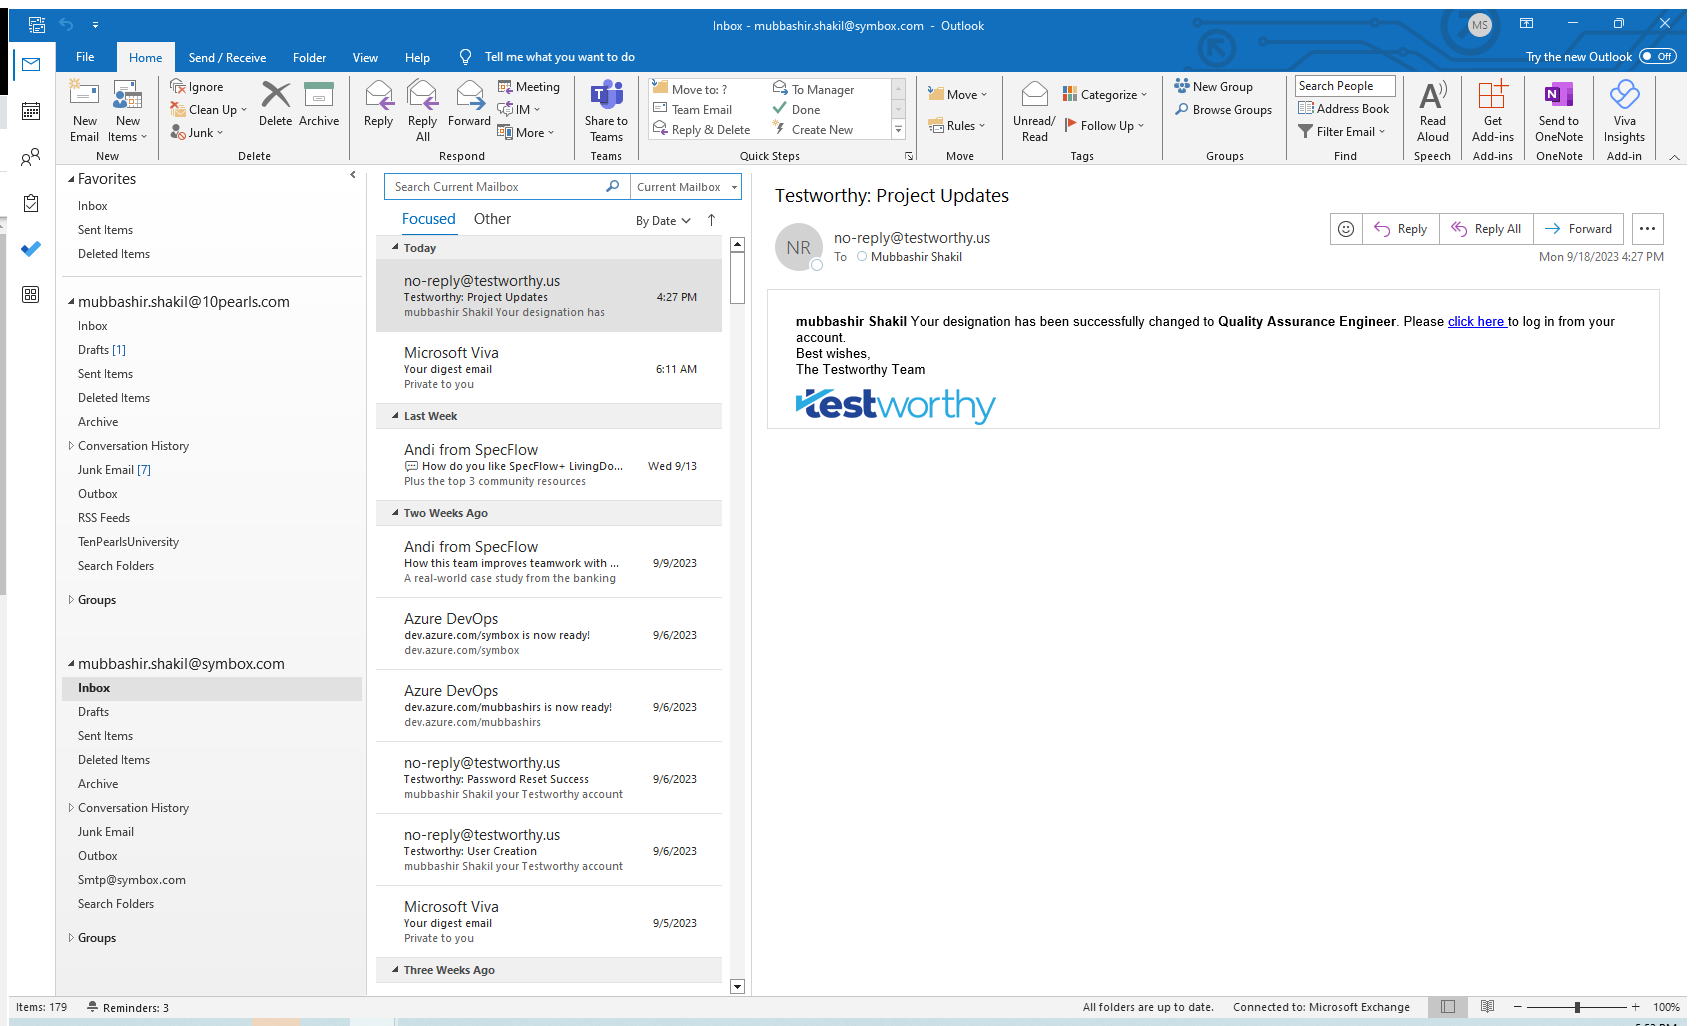 Inbox - mubbashir.shakil@symbox.com - Outlook
MS
File Home Send / Receive Folder View Help Tell me what you want to do
Try the new Outlook Off
New Email
New Items
New
Ignore
Clean Up
Junk
Delete
Archive
Delete
Reply
Reply All
Forward
Meeting
IM
More
Respond
Share to Teams
Teams
Move to: ?
Team Email
Reply & Delete
To Manager
Done
Create New
Quick Steps
Move
Rules
Move
Unread/ Read
Categorize
Follow Up
Tags
New Group
Browse Groups
Groups
Search People
Address Book
Filter Email
Find
Read Aloud
Speech
Get Add-ins
Add-ins
Send to OneNote
OneNote
Viva Insights
Add-in
Favorites
Inbox
Sent Items
Deleted Items
mubbashir.shakil@10pearls.com
Inbox
Drafts [1]
Sent Items
Deleted Items
Archive
Conversation History
Junk Email [7]
Outbox
RSS Feeds
TenPearlsUniversity
Search Folders
Groups
mubbashir.shakil@symbox.com
Inbox
Drafts
Sent Items
Deleted Items
Archive
Conversation History
Junk Email
Outbox
Smtp@symbox.com
Search Folders
Groups
Search Current Mailbox Current Mailbox
Focused Other By Date
Today
no-reply@testworthy.us
Testworthy: Project Updates 4:27 PM
mubbashir Shakil Your designation has
Microsoft Viva
Your digest email 6:11 AM
Private to you
Last Week
Andi from SpecFlow
How do you like SpecFlow+ LivingDo... Wed 9/13
Plus the top 3 community resources
Two Weeks Ago
Andi from SpecFlow
How this team improves teamwork with ... 9/9/2023
A real-world case study from the banking
Azure DevOps
dev.azure.com/symbox is now ready! 9/6/2023
dev.azure.com/symbox
Azure DevOps
dev.azure.com/mubbashirs is now ready! 9/6/2023
dev.azure.com/mubbashirs
no-reply@testworthy.us
Testworthy: Password Reset Success 9/6/2023
mubbashir Shakil your Testworthy account
no-reply@testworthy.us
Testworthy: User Creation 9/6/2023
mubbashir Shakil your Testworthy account
Microsoft Viva
Your digest email 9/5/2023
Private to you
Three Weeks Ago
Testworthy: Project Updates
NR
no-reply@testworthy.us
To Mubbashir Shakil
Reply Reply All Forward ...
Mon 9/18/2023 4:27 PM
mubbashir Shakil Your designation has been successfully changed to Quality Assurance Engineer. Please click here to log in from your
account.
Best wishes,
The Testworthy Team
testworthy
Items: 179 Reminders: 3 All folders are up to date. Connected to: Microsoft Exchange 100%